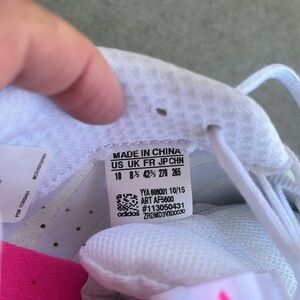 MADE IN CHINA
US UK FR JP CHN
10 8½ 42⅔ 270 265
YYA 606001 10/15
ART AF5600
#113050431
adidas